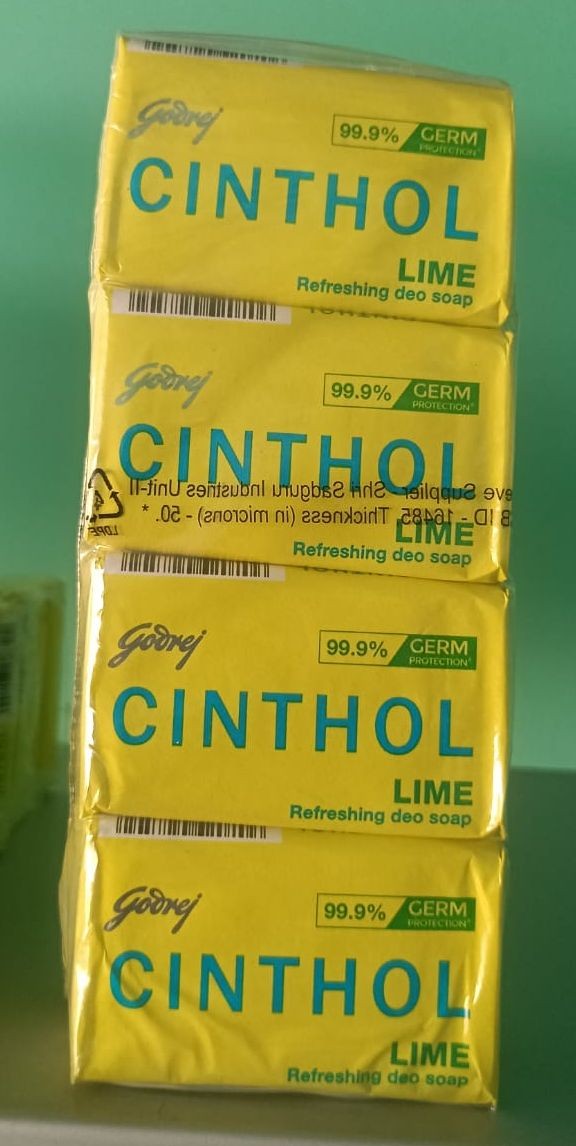 Godrej
99.9% GERM
PROTECTION*
CINTHOL
LIME
Refreshing deo soap
Godrej
99.9% GERM
PROTECTION*
CINTHOL
eve Supplier - Shri Sadguru Industries Unit-II
ID - 16485 Thickness (in microns) - 50. *
4
LDPE
LIME
Refreshing deo soap
Godrej
99.9% GERM
PROTECTION*
CINTHOL
LIME
Refreshing deo soap
Godrej
99.9% GERM
PROTECTION*
CINTHOL
LIME
Refreshing deo soap